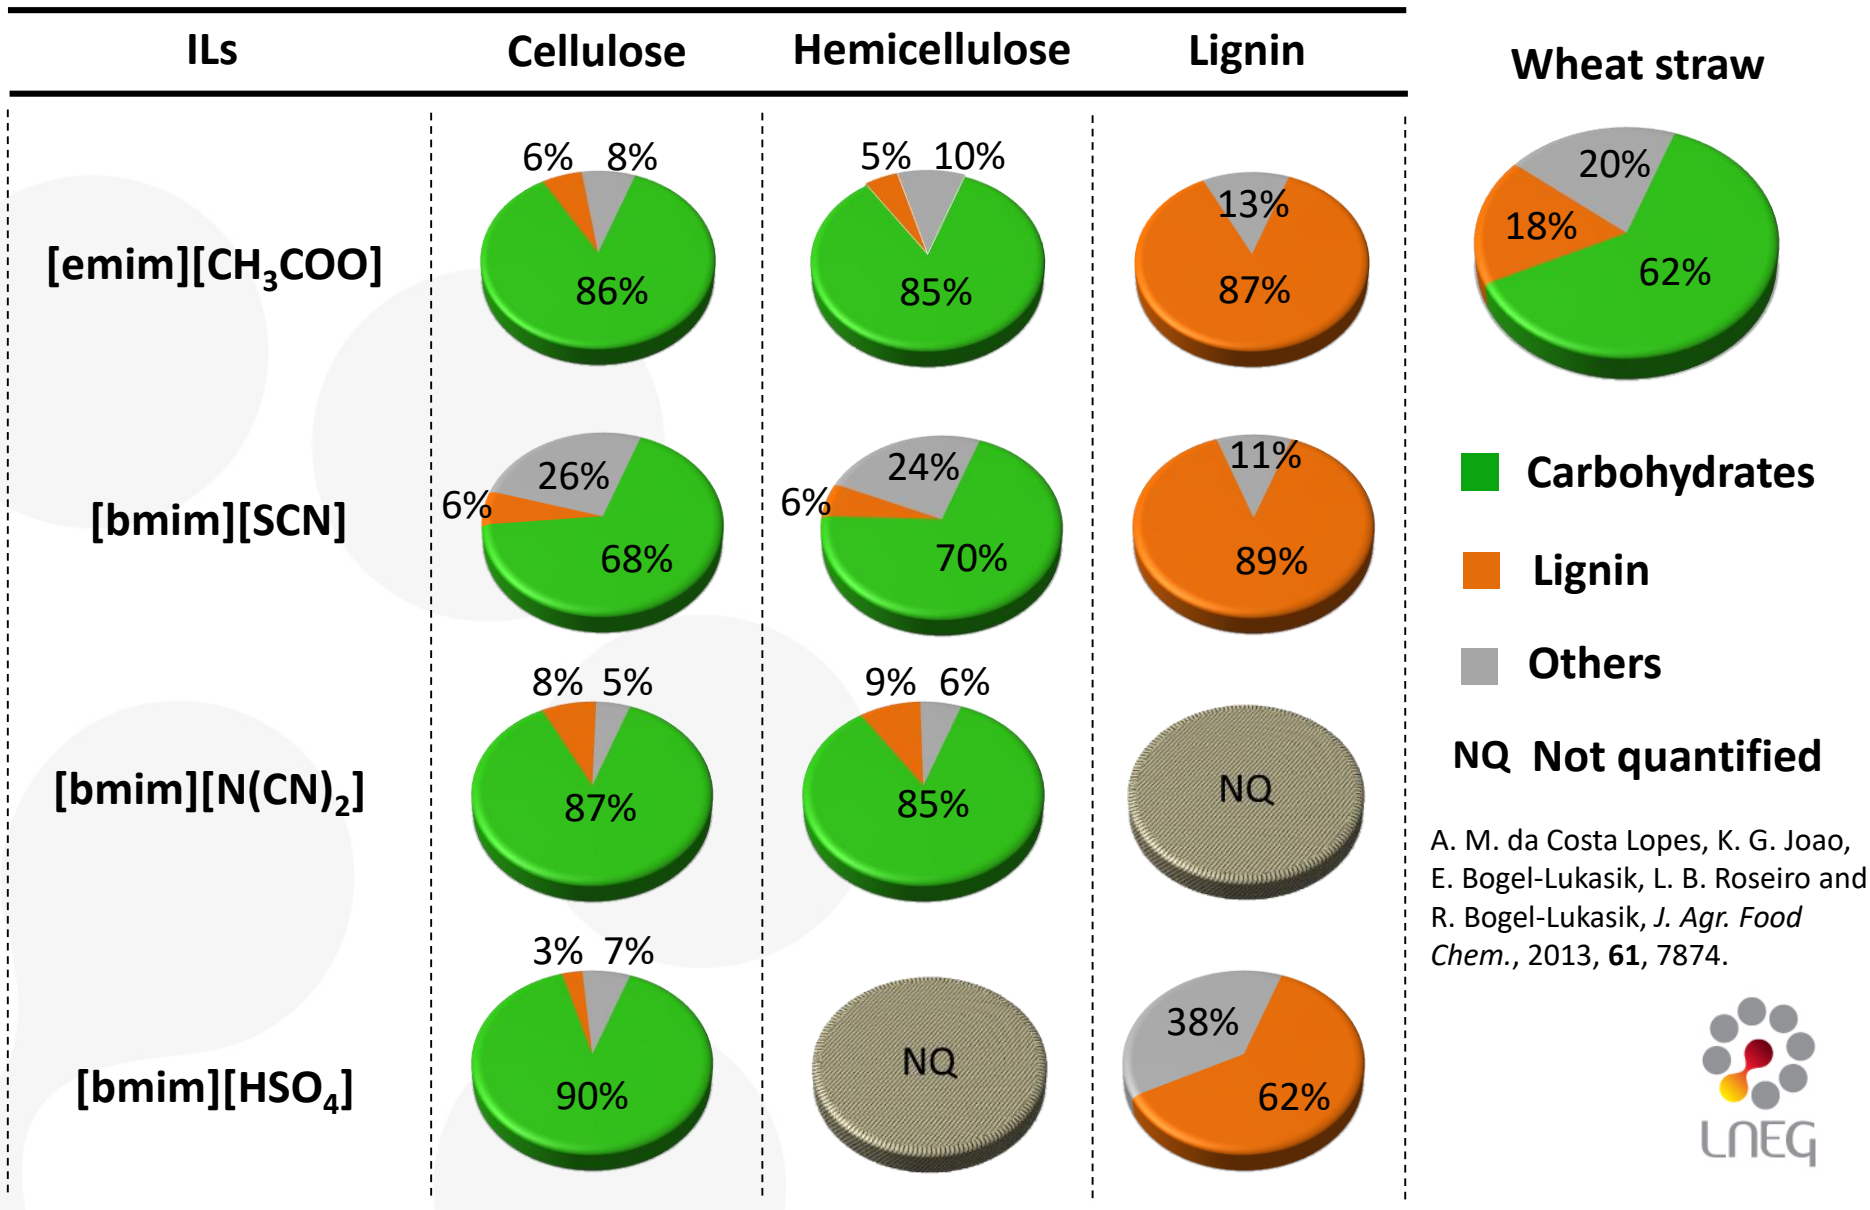 ILs Cellulose Hemicellulose Lignin
Wheat straw
[emim][CH₃COO]
6% 8%
86%
5% 10%
85%
13%
87%
20%
18%
62%
[bmim][SCN]
26%
6%
68%
24%
6%
70%
11%
89%
Carbohydrates
Lignin
Others
NQ Not quantified
[bmim][N(CN)₂]
8% 5%
87%
9% 6%
85%
NQ
A. M. da Costa Lopes, K. G. Joao,
E. Bogel-Lukasik, L. B. Roseiro and
R. Bogel-Lukasik, J. Agr. Food
Chem., 2013, 61, 7874.
[bmim][HSO₄]
3% 7%
90%
NQ
38%
62%
LNEG